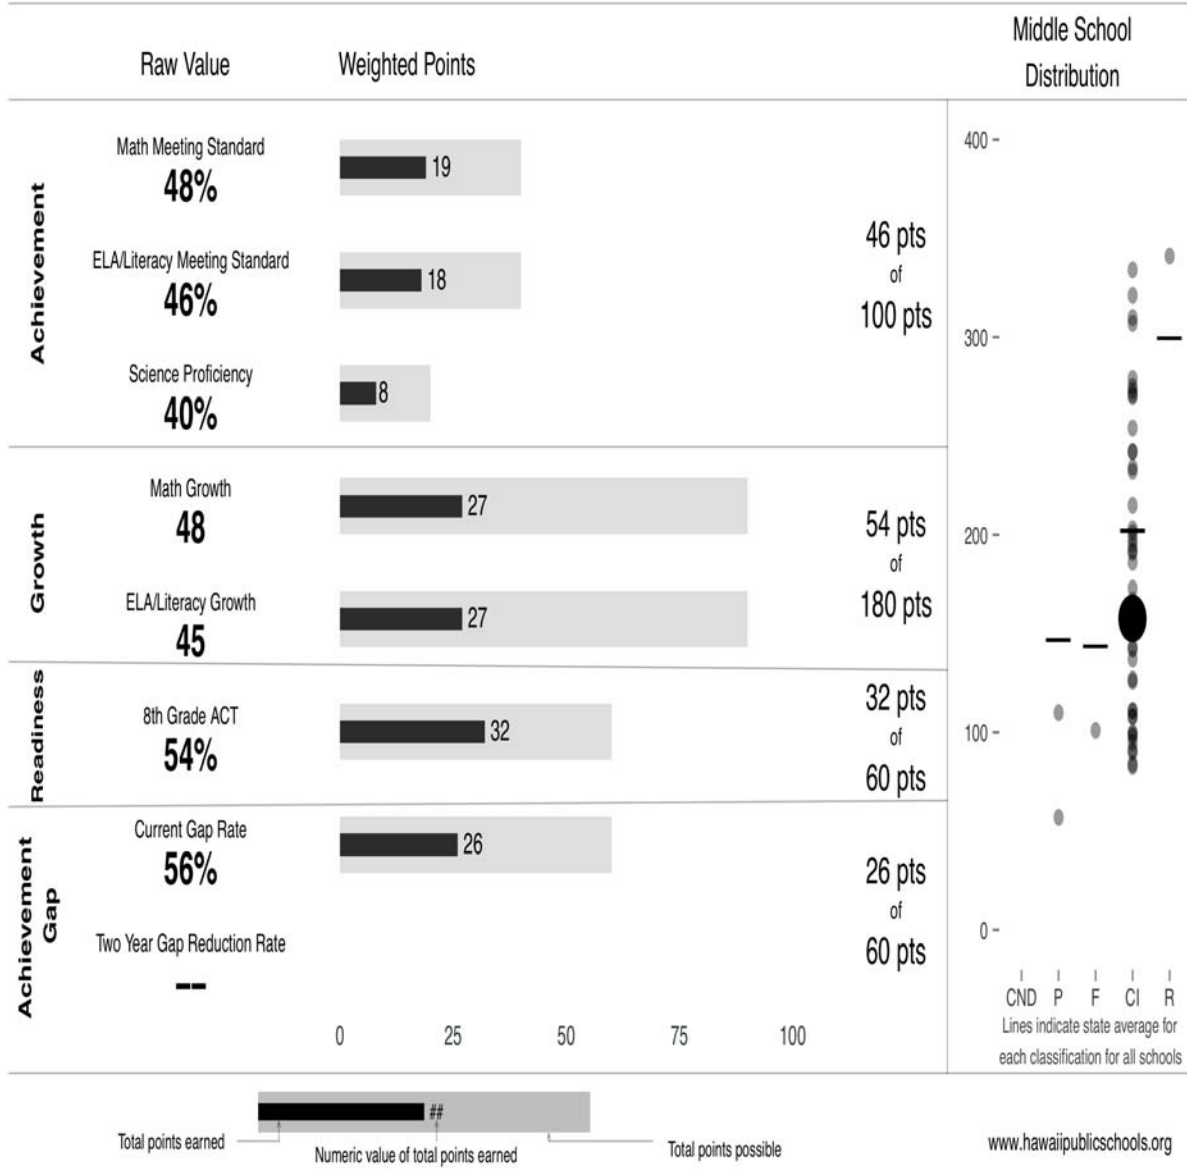 Raw Value
Weighted Points
Middle School
Distribution
Achievement
Math Meeting Standard
48%
19
ELA/Literacy Meeting Standard
46%
18
Science Proficiency
40%
8
46 pts
of
100 pts
Growth
Math Growth
48
27
ELA/Literacy Growth
45
27
54 pts
of
180 pts
Readiness
8th Grade ACT
54%
32
32 pts
of
60 pts
Achievement
Gap
Current Gap Rate
56%
26
Two Year Gap Reduction Rate
--
26 pts
of
60 pts
0 25 50 75 100
400
300
200
100
0
CND P F CI R
Lines indicate state average for
each classification for all schools
##
Total points earned
Numeric value of total points earned
Total points possible
www.hawaiipublicschools.org